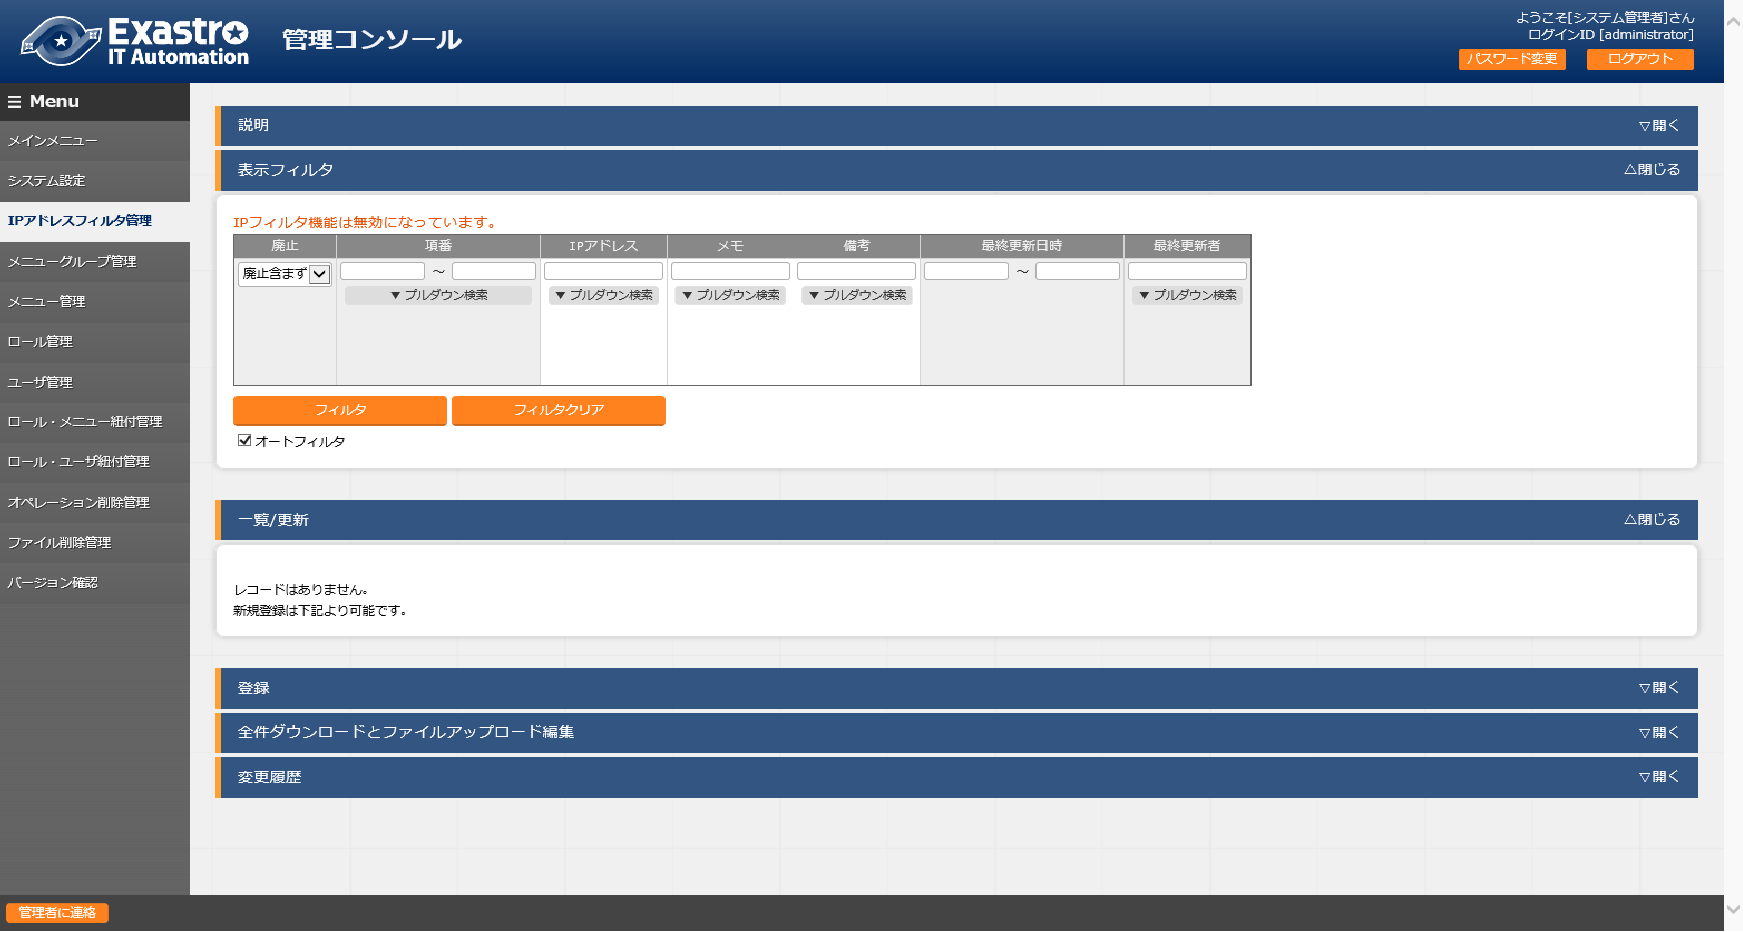 Exastro
IT Automation
管理コンソール
ようこそ[システム管理者]さん
ログインID [administrator]
パスワード変更
ログアウト
☰ Menu
メインメニュー
システム設定
IPアドレスフィルタ管理
メニューグループ管理
メニュー管理
ロール管理
ユーザ管理
ロール・メニュー紐付管理
ロール・ユーザ紐付管理
オペレーション削除管理
ファイル削除管理
バージョン確認
説明
▽開く
表示フィルタ
△閉じる
IPフィルタ機能は無効になっています。
廃止 項番 IPアドレス メモ 備考 最終更新日時 最終更新者
廃止含まず ～ ～
▼プルダウン検索 ▼プルダウン検索 ▼プルダウン検索 ▼プルダウン検索 ▼プルダウン検索
フィルタ
フィルタクリア
オートフィルタ
一覧/更新
△閉じる
レコードはありません。
新規登録は下記より可能です。
登録
▽開く
全件ダウンロードとファイルアップロード編集
▽開く
変更履歴
▽開く
管理者に連絡